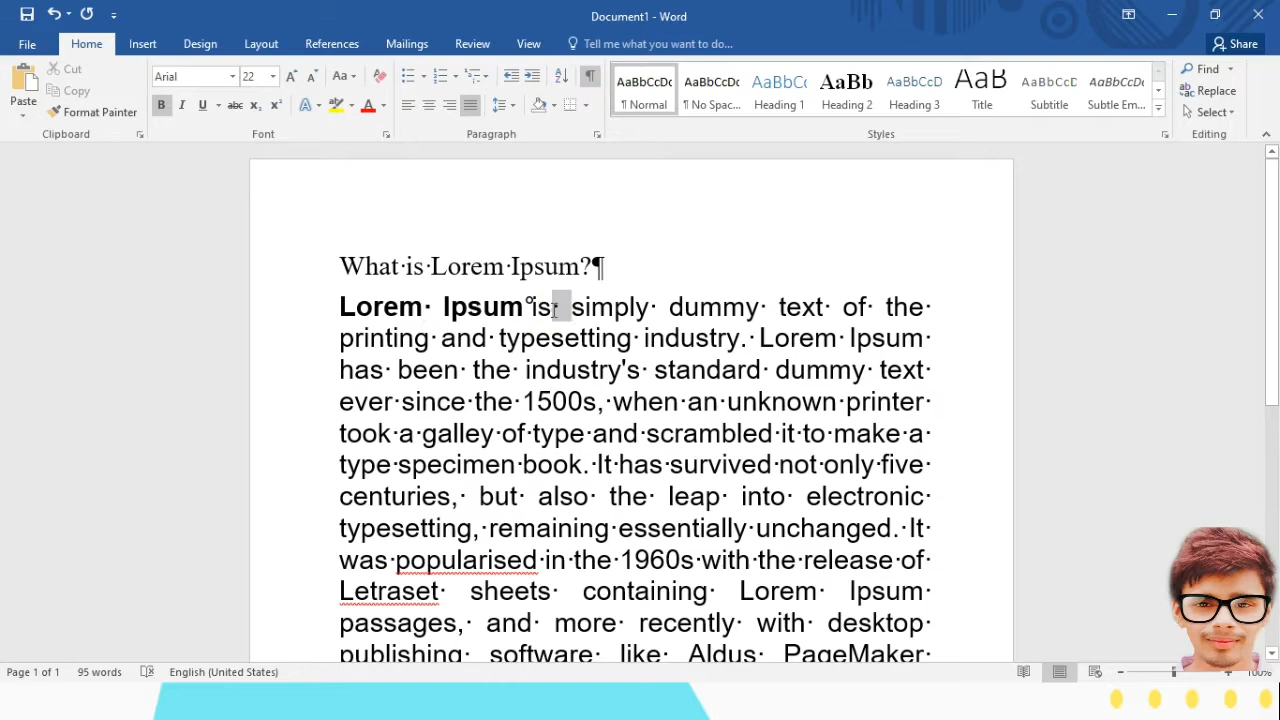 Document1 - Word
File Home Insert Design Layout References Mailings Review View Tell me what you want to do... Share
Paste
Cut
Copy
Format Painter
Clipboard
Arial 22
Font
Paragraph
AaBbCcDc AaBbCcDc AaBbCc AaBb AaBbCcD AaB AaBbCcD AaBbCcD
¶ Normal ¶ No Spac... Heading 1 Heading 2 Heading 3 Title Subtitle Subtle Em...
Styles
Find
Replace
Select
Editing
What·is·Lorem·Ipsum?¶
Lorem· Ipsum°is· simply· dummy· text· of· the·
printing· and· typesetting· industry.· Lorem· Ipsum·
has· been· the· industry's· standard· dummy· text·
ever·since·the·1500s,·when·an·unknown·printer·
took·a·galley·of·type·and·scrambled·it·to·make·a·
type·specimen·book.·It·has·survived·not·only·five·
centuries,· but· also· the· leap· into· electronic·
typesetting,·remaining·essentially·unchanged.·It·
was·popularised·in·the·1960s·with·the·release·of·
Letraset· sheets· containing· Lorem· Ipsum·
passages,· and· more· recently· with· desktop·
publishing· software· like· Aldus· PageMaker·
Page 1 of 1 95 words English (United States) 100%